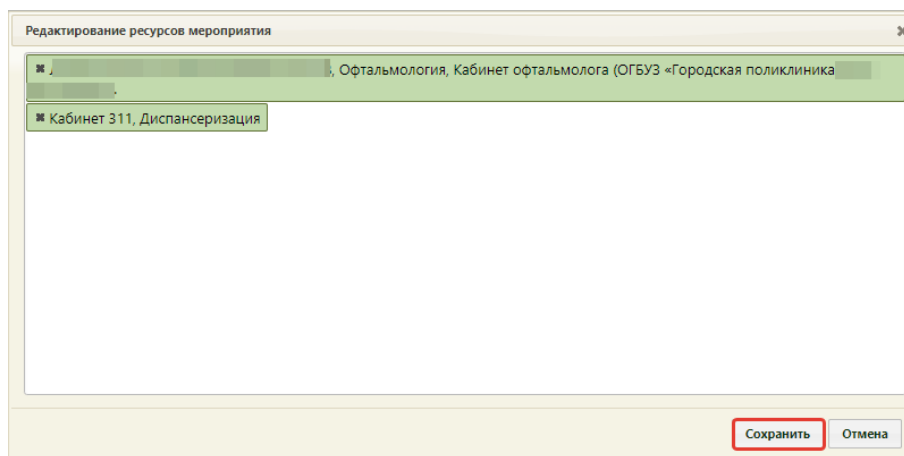 Редактирование ресурсов мероприятия
, Офтальмология, Кабинет офтальмолога (ОГБУЗ «Городская поликлиника
Кабинет 311, Диспансеризация
Сохранить Отмена